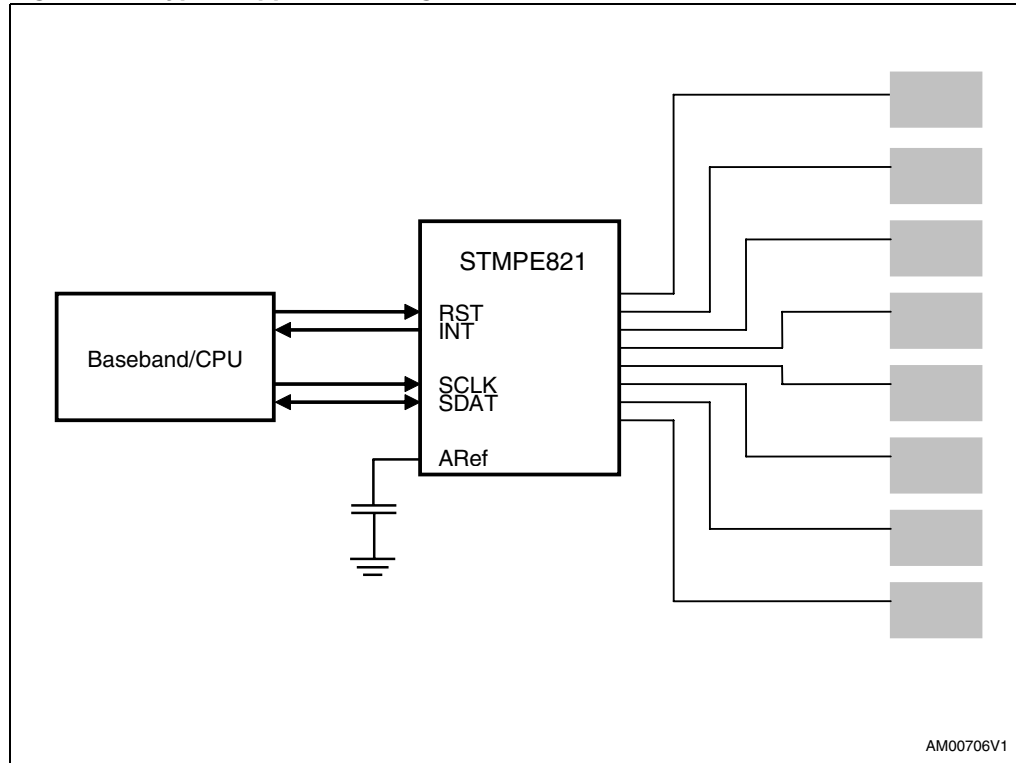 STMPE821
RST
INT
Baseband/CPU
SCLK
SDAT
ARef
AM00706V1